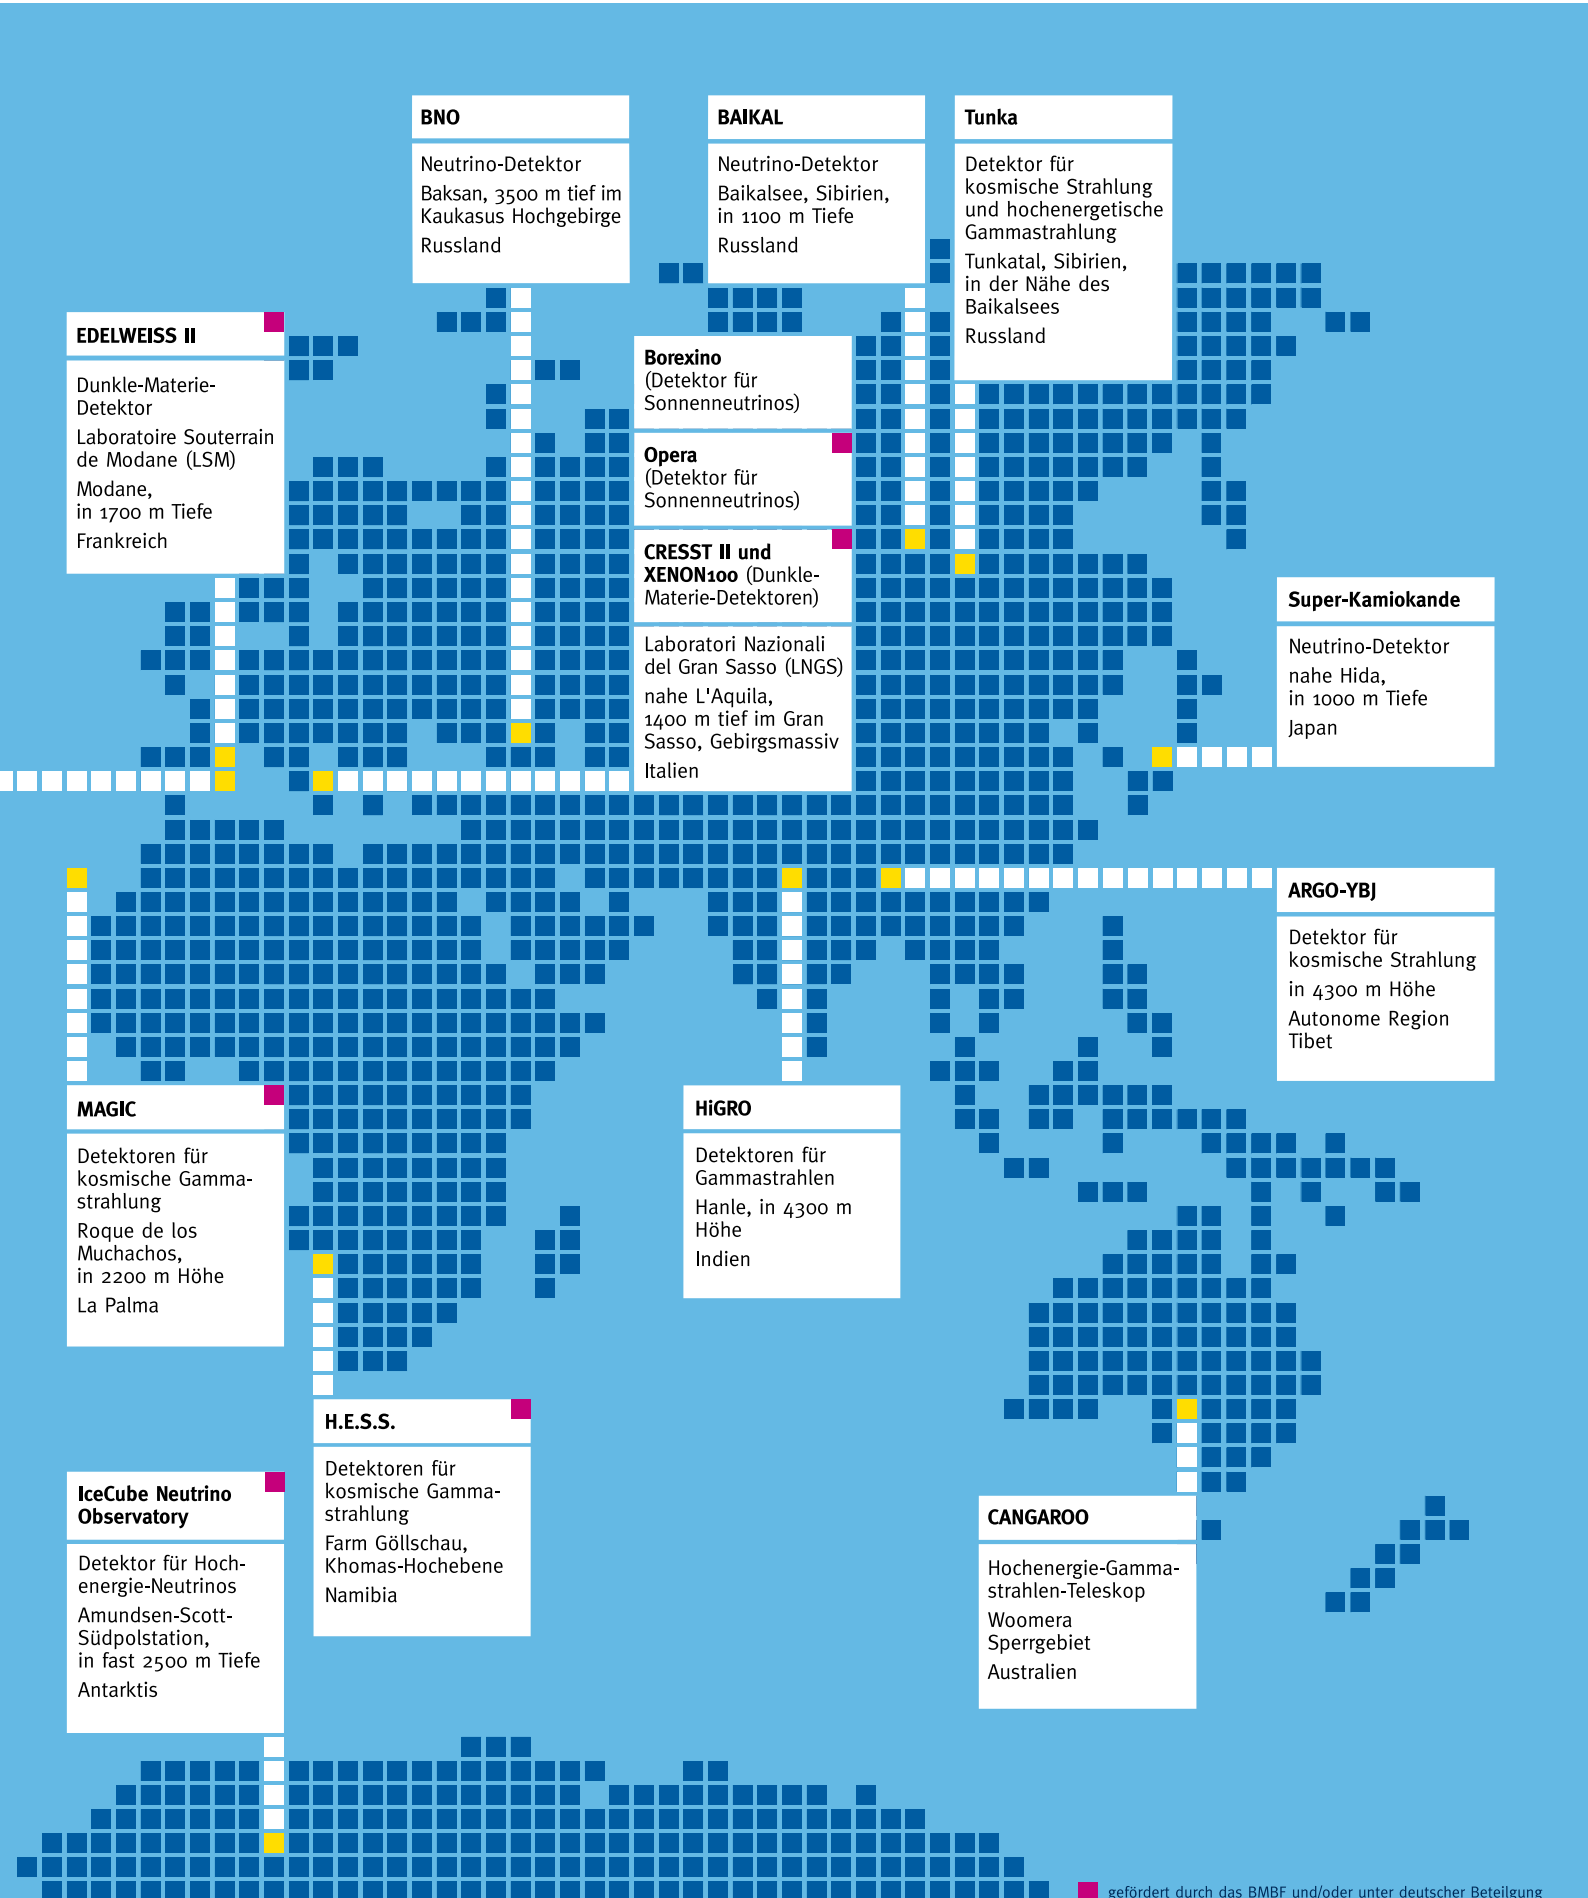 BNO
Neutrino-Detektor
Baksan, 3500 m tief im
Kaukasus Hochgebirge
Russland
BAIKAL
Neutrino-Detektor
Baikalsee, Sibirien,
in 1100 m Tiefe
Russland
Tunka
Detektor für
kosmische Strahlung
und hochenergetische
Gammastrahlung
Tunkatal, Sibirien,
in der Nähe des
Baikalsees
Russland
EDELWEISS II
Dunkle-Materie-
Detektor
Laboratoire Souterrain
de Modane (LSM)
Modane,
in 1700 m Tiefe
Frankreich
Borexino
(Detektor für
Sonnenneutrinos)
Opera
(Detektor für
Sonnenneutrinos)
CRESST II und
XENON100 (Dunkle-
Materie-Detektoren)
Laboratori Nazionali
del Gran Sasso (LNGS)
nahe L'Aquila,
1400 m tief im Gran
Sasso, Gebirgsmassiv
Italien
Super-Kamiokande
Neutrino-Detektor
nahe Hida,
in 1000 m Tiefe
Japan
ARGO-YBJ
Detektor für
kosmische Strahlung
in 4300 m Höhe
Autonome Region
Tibet
MAGIC
Detektoren für
kosmische Gamma-
strahlung
Roque de los
Muchachos,
in 2200 m Höhe
La Palma
HiGRO
Detektoren für
Gammastrahlen
Hanle, in 4300 m
Höhe
Indien
H.E.S.S.
Detektoren für
kosmische Gamma-
strahlung
Farm Göllschau,
Khomas-Hochebene
Namibia
IceCube Neutrino
Observatory
Detektor für Hoch-
energie-Neutrinos
Amundsen-Scott-
Südpolstation,
in fast 2500 m Tiefe
Antarktis
CANGAROO
Hochenergie-Gamma-
strahlen-Teleskop
Woomera
Sperrgebiet
Australien
gefördert durch das BMBF und/oder unter deutscher Beteilgung